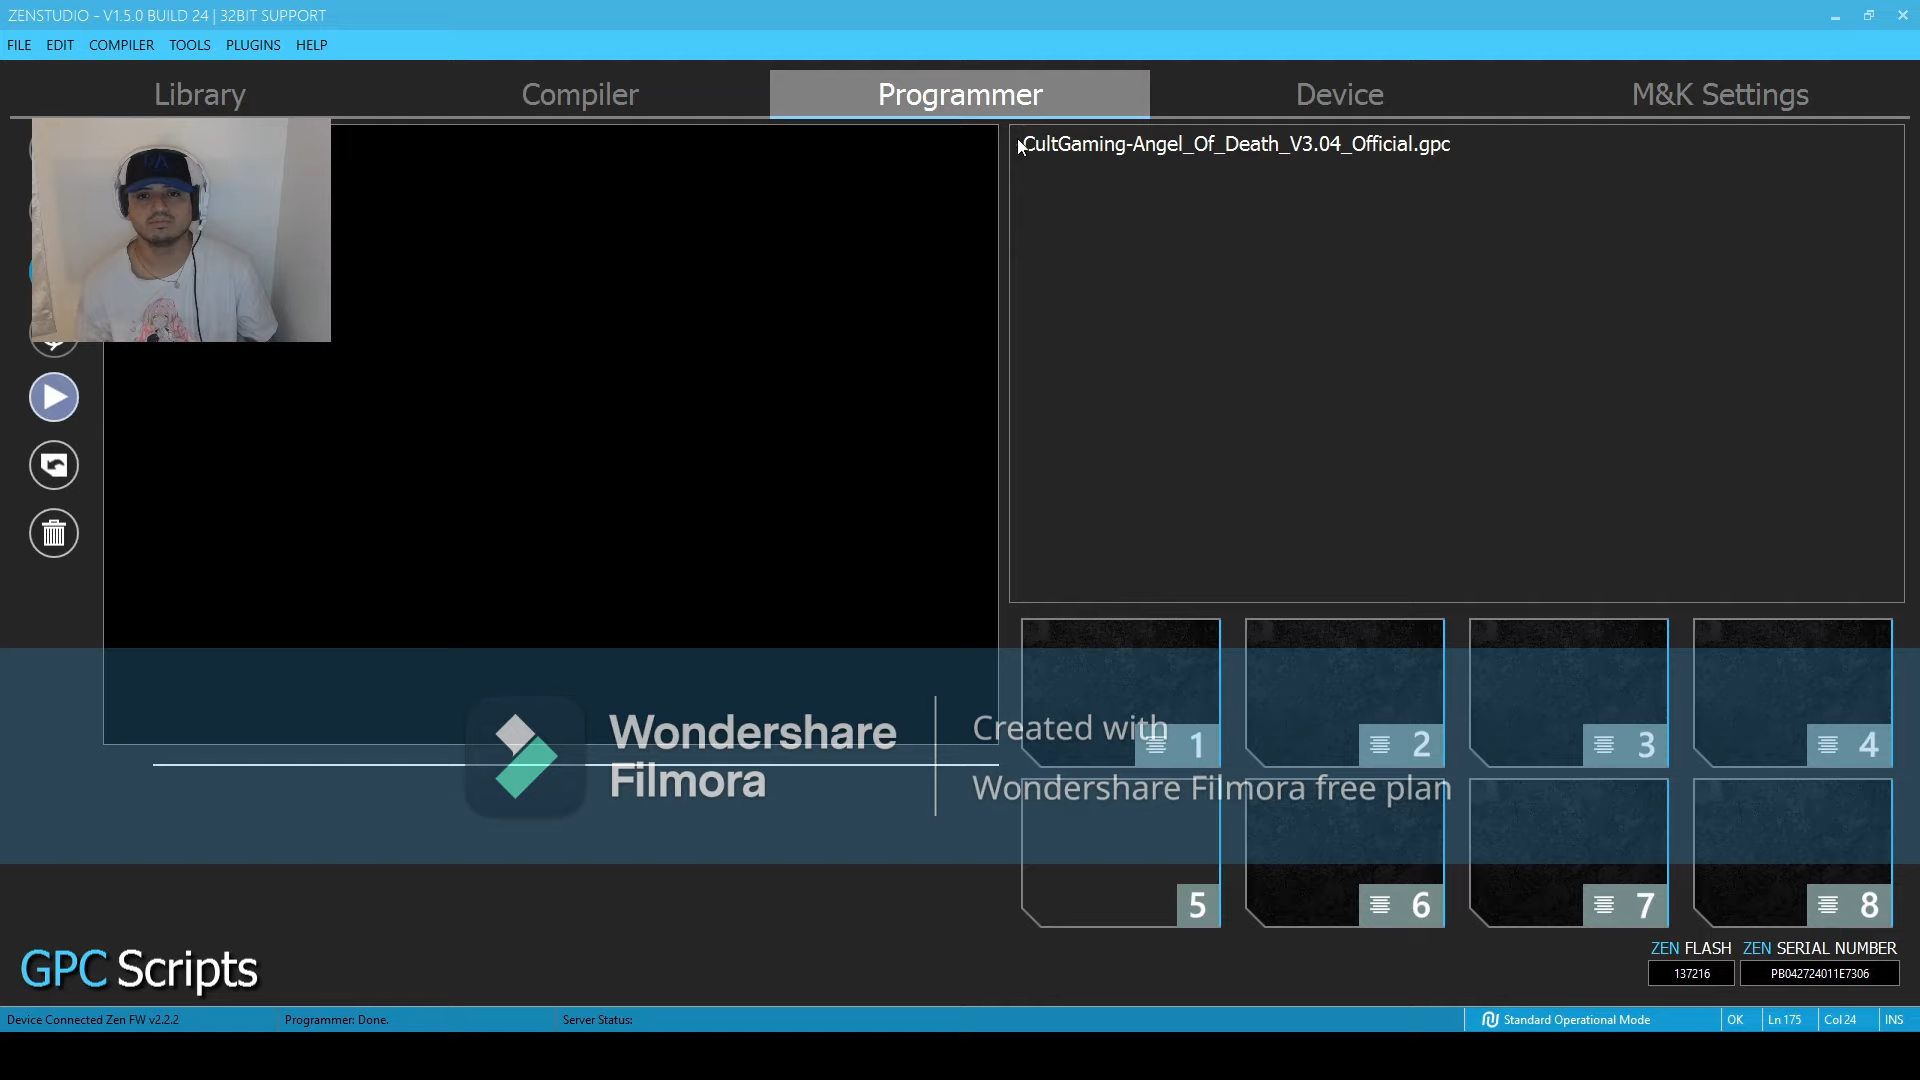 ZENSTUDIO - V1.5.0 BUILD 24 | 32BIT SUPPORT
FILE EDIT COMPILER TOOLS PLUGINS HELP
Library Compiler Programmer Device M&K Settings
CultGaming-Angel_Of_Death_V3.04_Official.gpc
1 2 3 4
Wondershare Filmora
Created with
Wondershare Filmora free plan
5 6 7 8
GPC Scripts
ZEN FLASH ZEN SERIAL NUMBER
137216 PB042724011E7306
Device Connected Zen FW v2.2.2 Programmer: Done. Server Status: Standard Operational Mode OK Ln 175 Col 24 INS